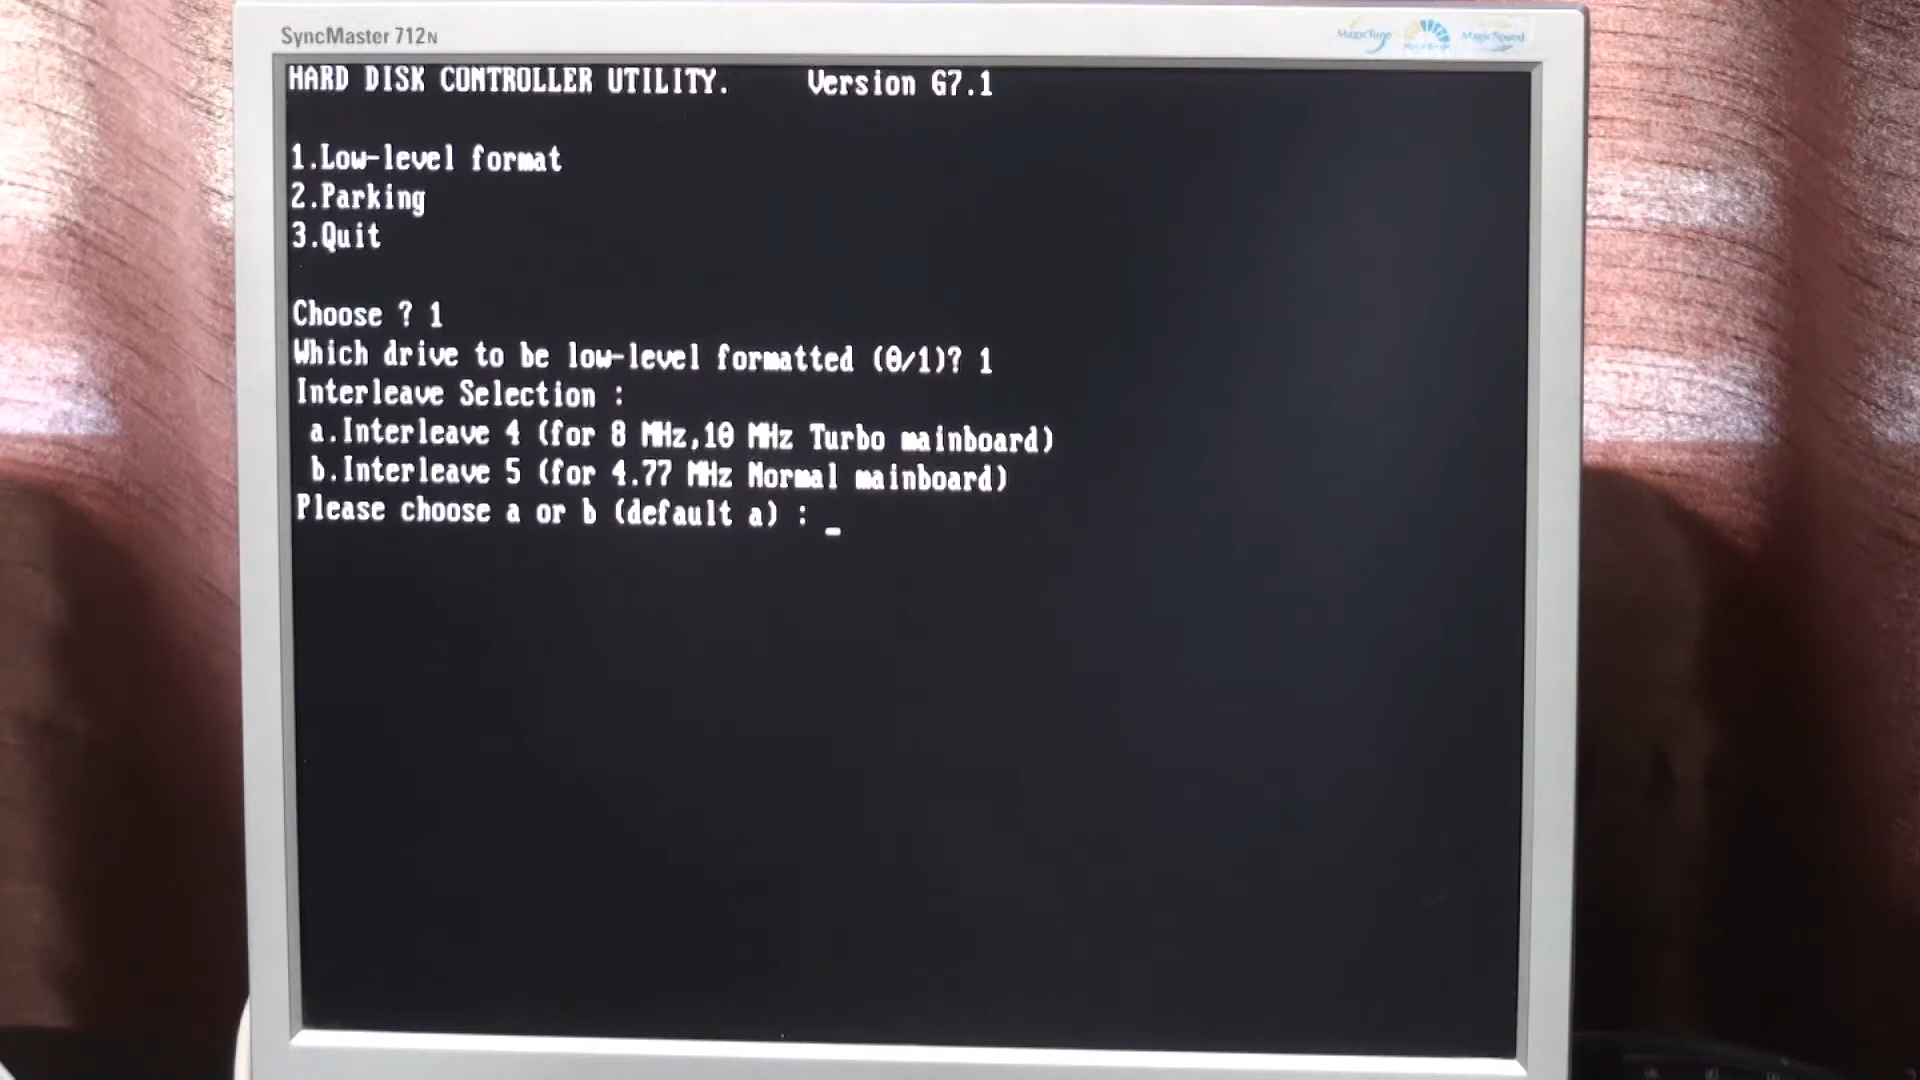 SyncMaster 712N
MagicTune
MagicSpeed
HARD DISK CONTROLLER UTILITY.    Version G7.1
1.Low-level format
2.Parking
3.Quit
Choose ? 1
Which drive to be low-level formatted (0/1)? 1
Interleave Selection :
a.Interleave 4 (for 8 MHz,10 MHz Turbo mainboard)
b.Interleave 5 (for 4.77 MHz Normal mainboard)
Please choose a or b (default a) : _